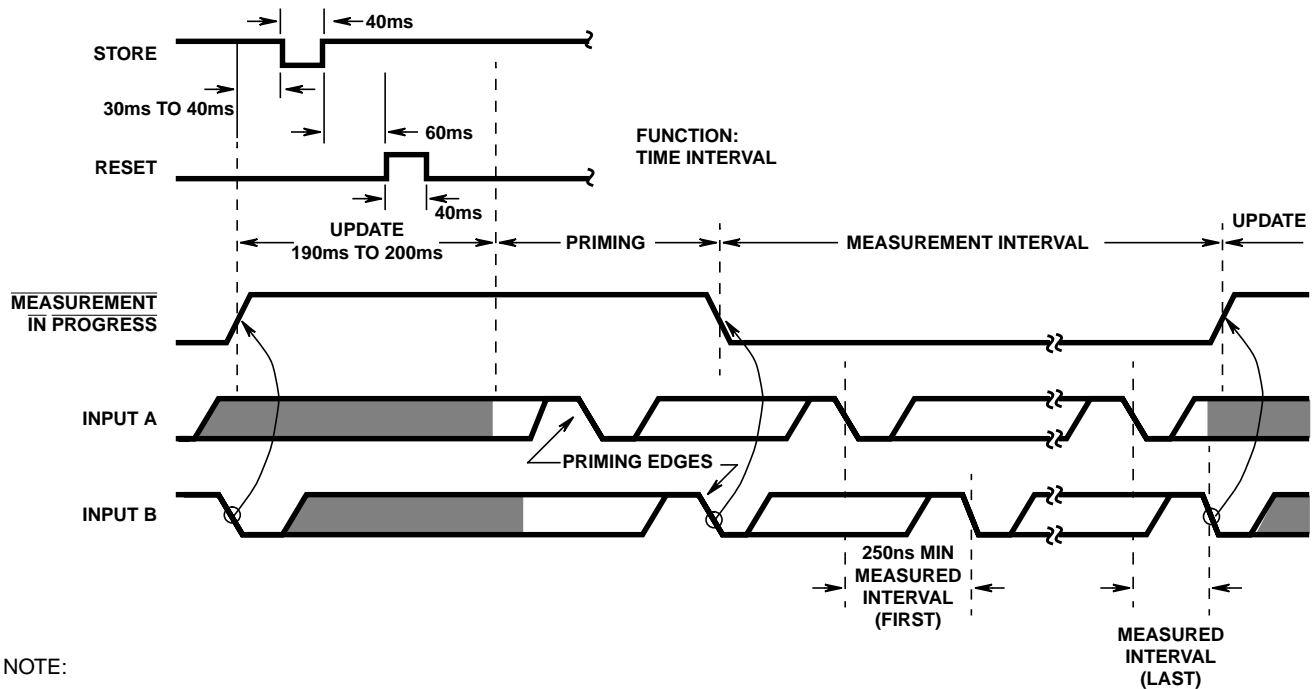 40ms
STORE
30ms TO 40ms
60ms
FUNCTION:
TIME INTERVAL
RESET
40ms
UPDATE
190ms TO 200ms
PRIMING
MEASUREMENT INTERVAL
UPDATE
MEASUREMENT
IN PROGRESS
INPUT A
PRIMING EDGES
INPUT B
250ns MIN
MEASURED
INTERVAL
(FIRST)
MEASURED
INTERVAL
(LAST)
NOTE: